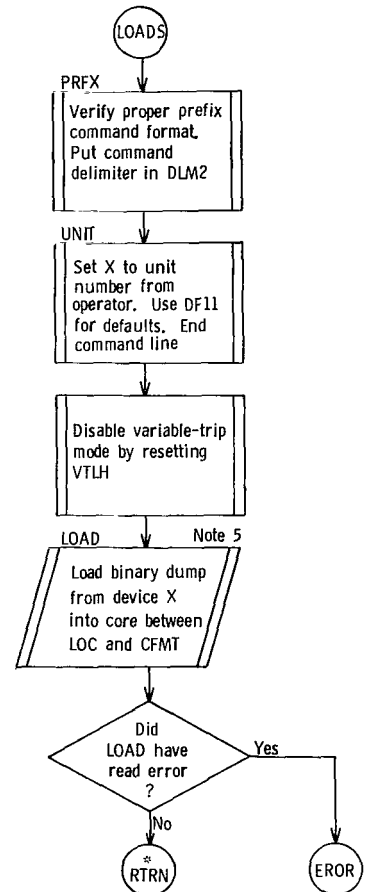 LOADS
PRFX
Verify proper prefix
command format.
Put command
delimiter in DLM2
UNIT
Set X to unit
number from
operator. Use DF11
for defaults. End
command line
Disable variable-trip
mode by resetting
VTLH
LOAD Note 5
Load binary dump
from device X
into core between
LOC and CFMT
Did
LOAD have
read error
?
Yes
No
*
RTRN
EROR